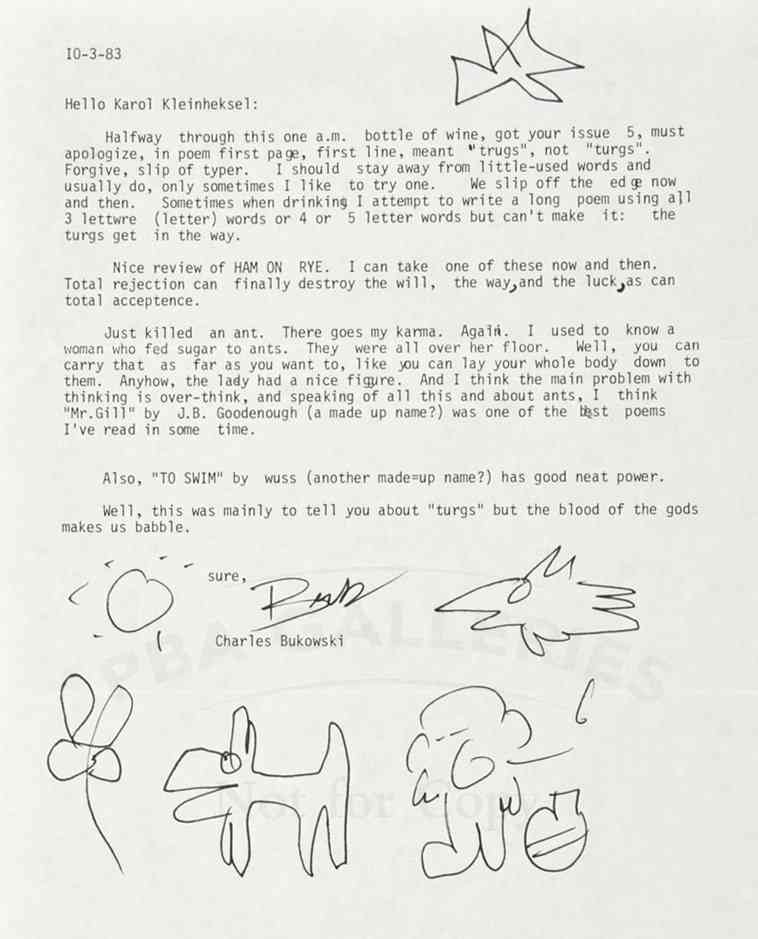 IO-3-83
Hello Karol Kleinheksel:
Halfway through this one a.m. bottle of wine, got your issue 5, must
apologize, in poem first page, first line, meant "trugs", not "turgs".
Forgive, slip of typer. I should stay away from little-used words and
usually do, only sometimes I like to try one. We slip off the edge now
and then. Sometimes when drinking I attempt to write a long poem using all
3 lettwre (letter) words or 4 or 5 letter words but can't make it: the
turgs get in the way.
Nice review of HAM ON RYE. I can take one of these now and then.
Total rejection can finally destroy the will, the way, and the luck, as can
total acceptence.
Just killed an ant. There goes my karma. Again. I used to know a
woman who fed sugar to ants. They were all over her floor. Well, you can
carry that as far as you want to, like you can lay your whole body down to
them. Anyhow, the lady had a nice figure. And I think the main problem with
thinking is over-think, and speaking of all this and about ants, I think
"Mr.Gill" by J.B. Goodenough (a made up name?) was one of the best poems
I've read in some time.
Also, "TO SWIM" by wuss (another made=up name?) has good neat power.
Well, this was mainly to tell you about "turgs" but the blood of the gods
makes us babble.
sure,
Charles Bukowski
PBA GALLERIES
Not for Copy